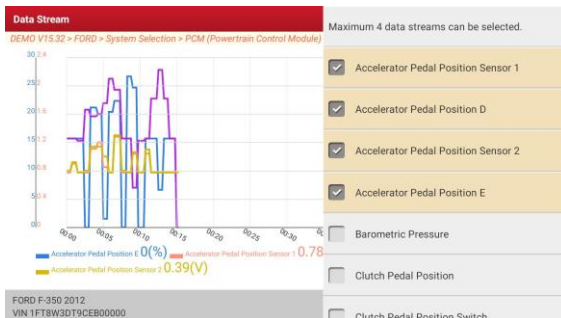 Data Stream
DEMO V15.32 > FORD > System Selection > PCM (Powertrain Control Module)
30 2.4
25 2
20 1.6
15 1.2
10 0.8
5 0.4
0 0
00:00 00:05 00:10 00:15 00:20 00:25 00:30
Accelerator Pedal Position E 0(%) Accelerator Pedal Position Sensor 1 0.78
Accelerator Pedal Position Sensor 2 0.39(V)
FORD F-350 2012
VIN 1FT8W3DT9CEB00000
Maximum 4 data streams can be selected.
Accelerator Pedal Position Sensor 1
Accelerator Pedal Position D
Accelerator Pedal Position Sensor 2
Accelerator Pedal Position E
Barometric Pressure
Clutch Pedal Position
Clutch Pedal Position Switch